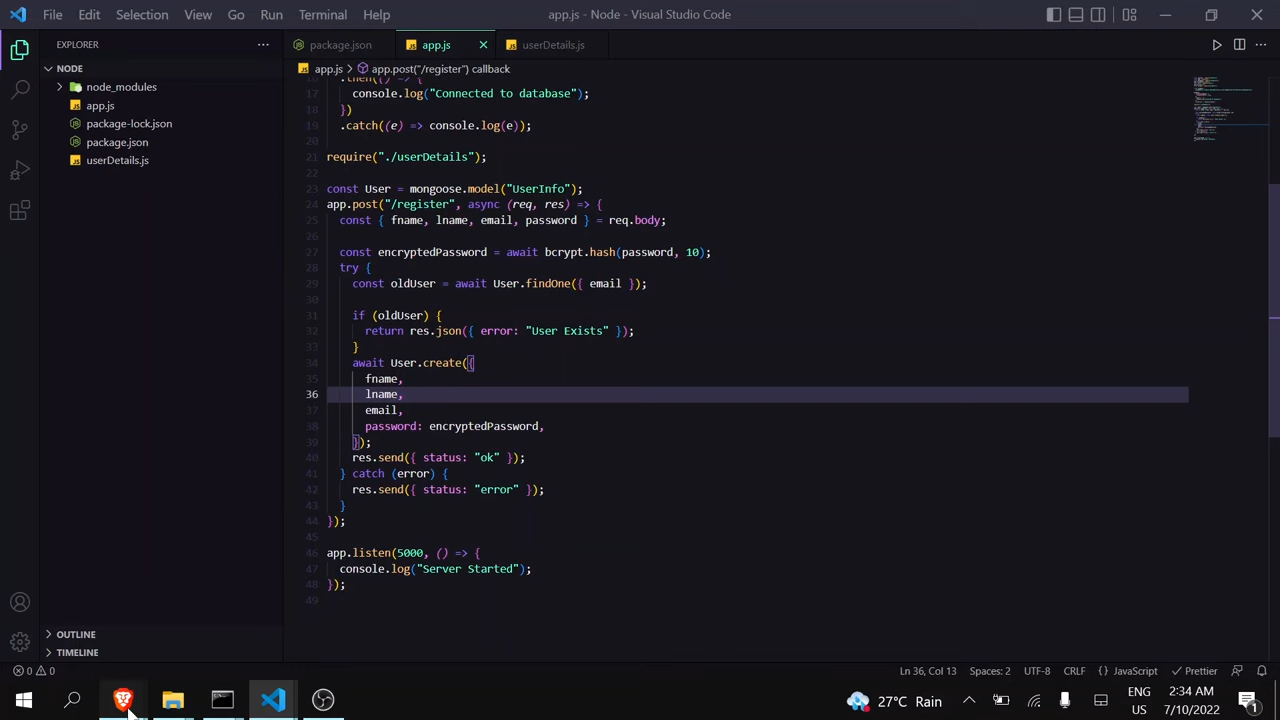 File Edit Selection View Go Run Terminal Help app.js - Node - Visual Studio Code
EXPLORER
package.json app.js userDetails.js
NODE
app.js > app.post("/register") callback
node_modules
app.js
package-lock.json
package.json
userDetails.js
16 .then(() => {
17 console.log("Connected to database");
18 })
19 .catch((e) => console.log(e));
20
21 require("./userDetails");
22
23 const User = mongoose.model("UserInfo");
24 app.post("/register", async (req, res) => {
25 const { fname, lname, email, password } = req.body;
26
27 const encryptedPassword = await bcrypt.hash(password, 10);
28 try {
29 const oldUser = await User.findOne({ email });
30
31 if (oldUser) {
32 return res.json({ error: "User Exists" });
33 }
34 await User.create({
35 fname,
36 lname,
37 email,
38 password: encryptedPassword,
39 });
40 res.send({ status: "ok" });
41 } catch (error) {
42 res.send({ status: "error" });
43 }
44 });
45
46 app.listen(5000, () => {
47 console.log("Server Started");
48 });
49
OUTLINE
TIMELINE
0 0 Ln 36, Col 13 Spaces: 2 UTF-8 CRLF {} JavaScript Prettier
27°C Rain ENG US 2:34 AM 7/10/2022 1